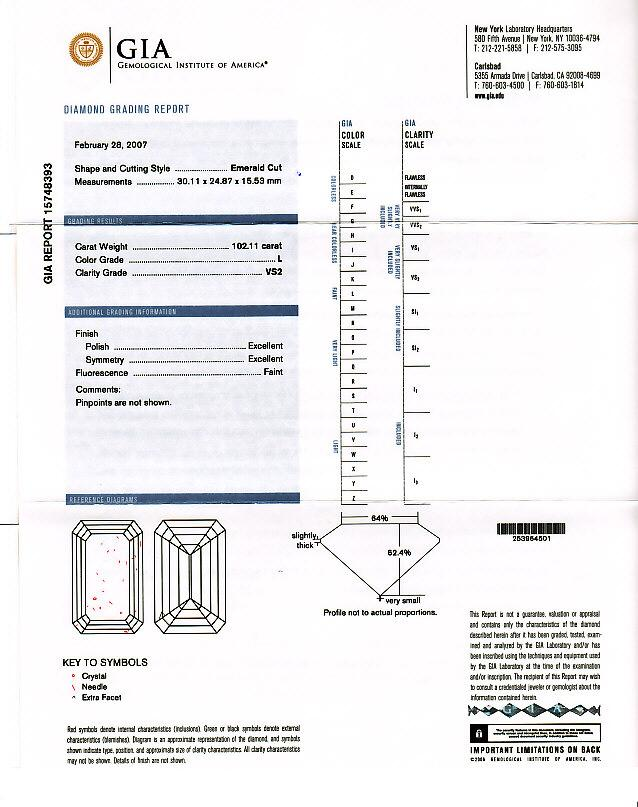 GIA
GEMOLOGICAL INSTITUTE OF AMERICA®
New York Laboratory Headquarters
580 Fifth Avenue | New York, NY 10036-4794
T: 212-221-5858 | F: 212-575-3095
Carlsbad
5355 Armada Drive | Carlsbad, CA 92008-4699
T: 760-603-4500 | F: 760-603-1814
www.gia.edu
DIAMOND GRADING REPORT
GIA REPORT 15748393
February 28, 2007
Shape and Cutting Style .................. Emerald Cut
Measurements ............. 30.11 x 24.87 x 15.53 mm
GRADING RESULTS
Carat Weight .............................. 102.11 carat
Color Grade ............................................... L
Clarity Grade .......................................... VS2
ADDITIONAL GRADING INFORMATION
Finish
Polish .......................................... Excellent
Symmetry ..................................... Excellent
Fluorescence .......................................... Faint
Comments:
Pinpoints are not shown.
REFERENCE DIAGRAMS
GIA
COLOR
SCALE
COLORLESS
NEAR COLORLESS
FAINT
VERY LIGHT
LIGHT
D
E
F
G
H
I
J
K
L
M
N
O
P
Q
R
S
T
U
V
W
X
Y
Z
GIA
CLARITY
SCALE
FLAWLESS
INTERNALLY
FLAWLESS
VERY VERY
SLIGHTLY
INCLUDED
VVS1
VVS2
VERY SLIGHTLY
INCLUDED
VS1
VS2
SLIGHTLY INCLUDED
SI1
SI2
INCLUDED
I1
I2
I3
64%
slightly
thick
62.4%
very small
Profile not to actual proportions.
253964501
KEY TO SYMBOLS
Crystal
Needle
Extra Facet
Red symbols denote internal characteristics (inclusions). Green or black symbols denote external
characteristics (blemishes). Diagram is an approximate representation of the diamond, and symbols
shown indicate type, position, and approximate size of clarity characteristics. All clarity characteristics
may not be shown. Details of finish are not shown.
This Report is not a guarantee, valuation or appraisal
and contains only the characteristics of the diamond
described herein after it has been graded, tested, exam-
ined and analyzed by the GIA Laboratory and/or has
been inscribed using the techniques and equipment used
by the GIA Laboratory at the time of the examination
and/or inscription. The recipient of this Report may wish
to consult a credentialed jeweler or gemologist about the
information contained herein.
GIA
IMPORTANT LIMITATIONS ON BACK
©2006 GEMOLOGICAL INSTITUTE OF AMERICA, INC.